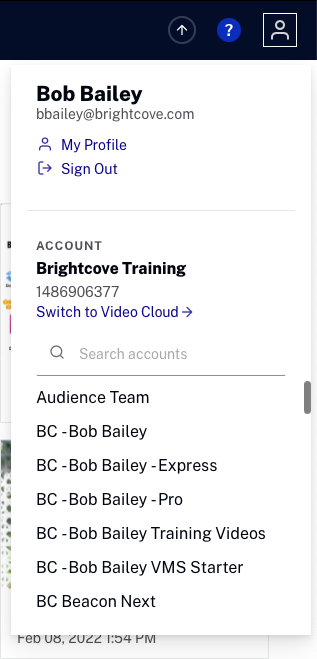 ?
Bob Bailey
bbailey@brightcove.com
My Profile
Sign Out
ACCOUNT
Brightcove Training
1486906377
Switch to Video Cloud →
Search accounts
Audience Team
BC - Bob Bailey
BC - Bob Bailey - Express
BC - Bob Bailey - Pro
BC - Bob Bailey Training Videos
BC - Bob Bailey VMS Starter
BC Beacon Next
Feb 08, 2022 1:54 PM